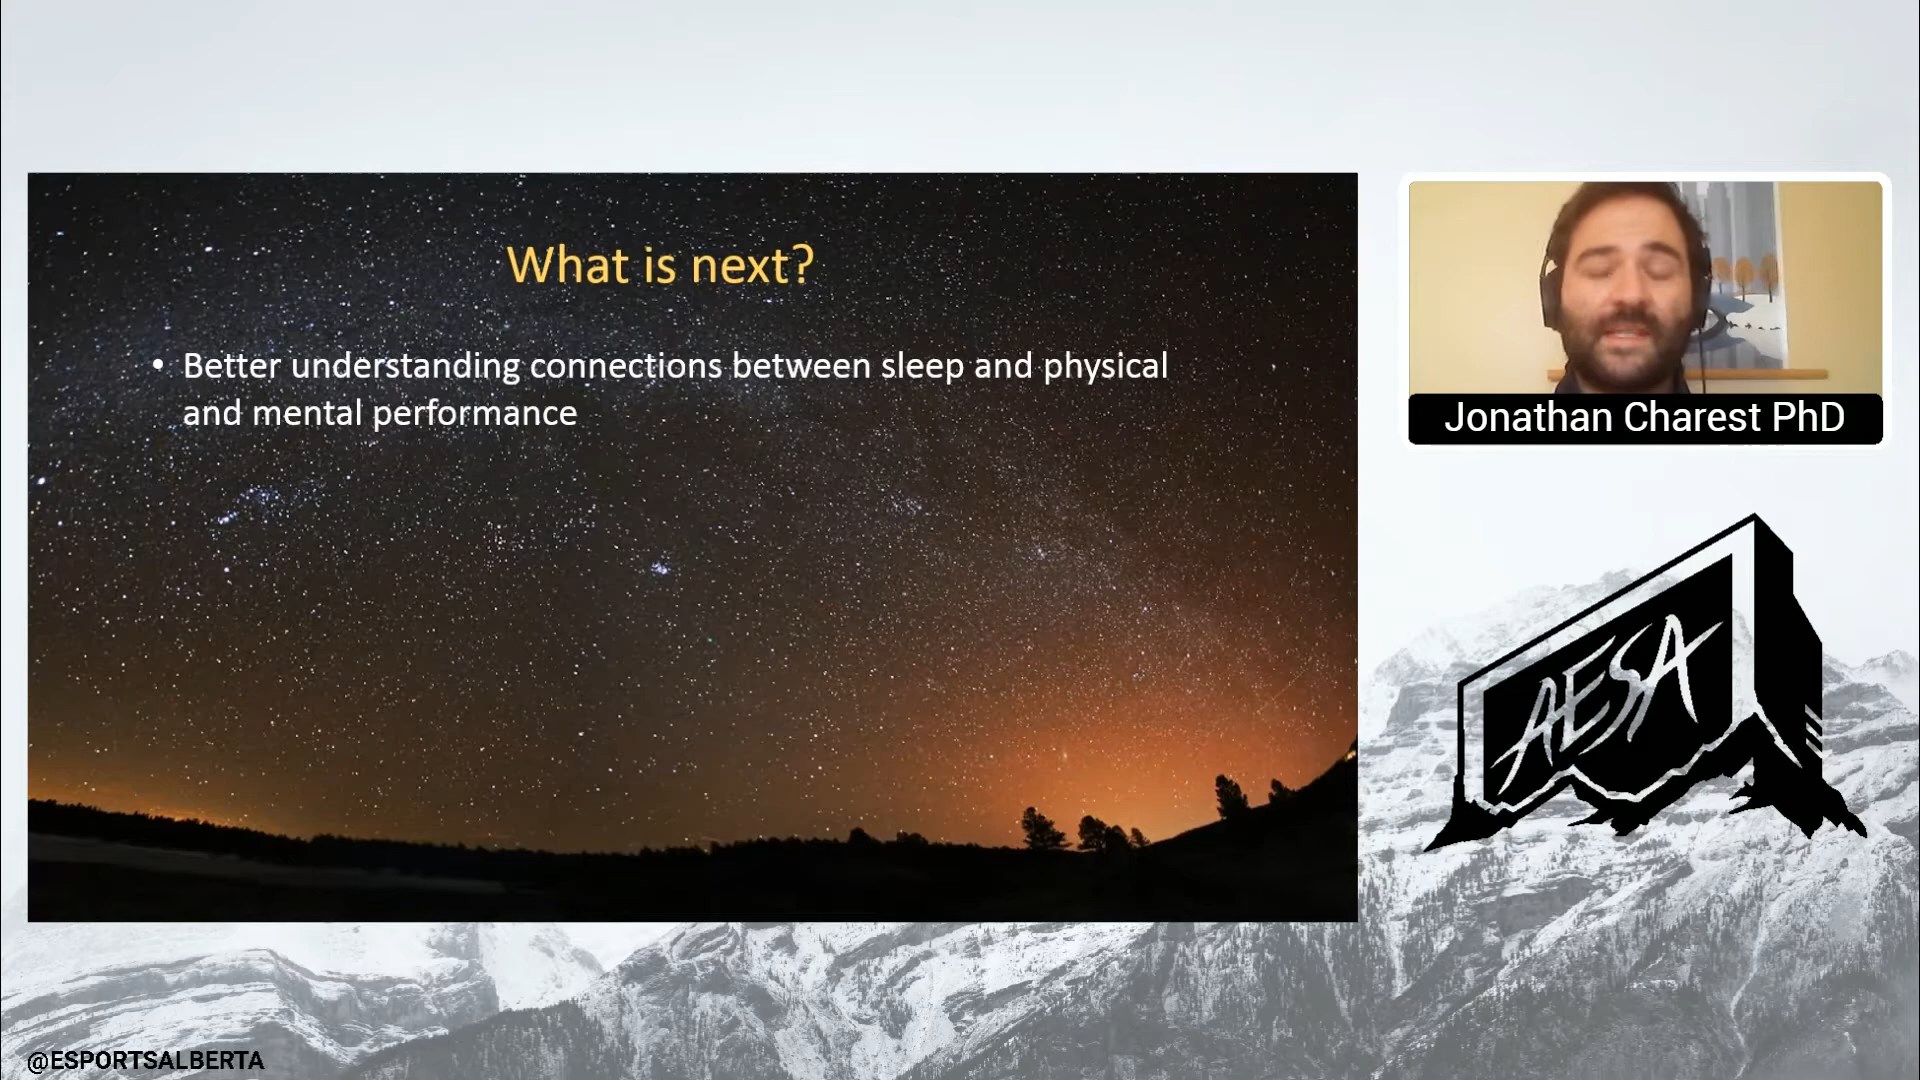 What is next?
• Better understanding connections between sleep and physical
and mental performance
Jonathan Charest PhD
AESA
@ESPORTSALBERTA